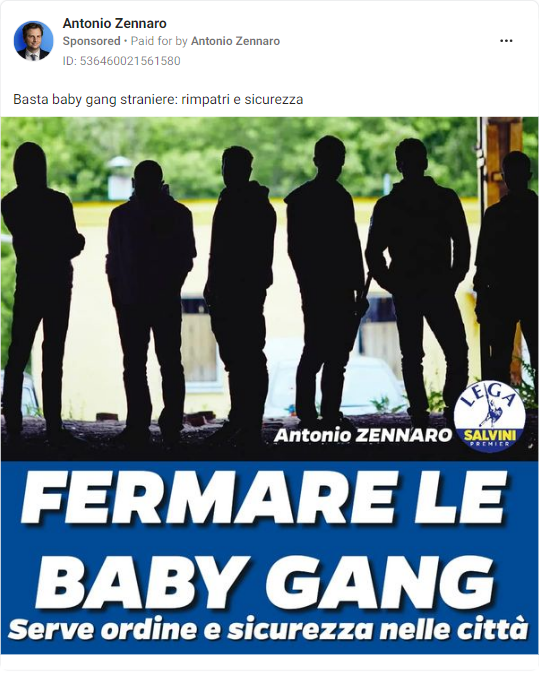 Antonio Zennaro
Sponsored • Paid for by Antonio Zennaro
ID: 536460021561580
Basta baby gang straniere: rimpatri e sicurezza
LEGA
Antonio ZENNARO
SALVINI
PREMIER
FERMARE LE
BABY GANG
Serve ordine e sicurezza nelle città